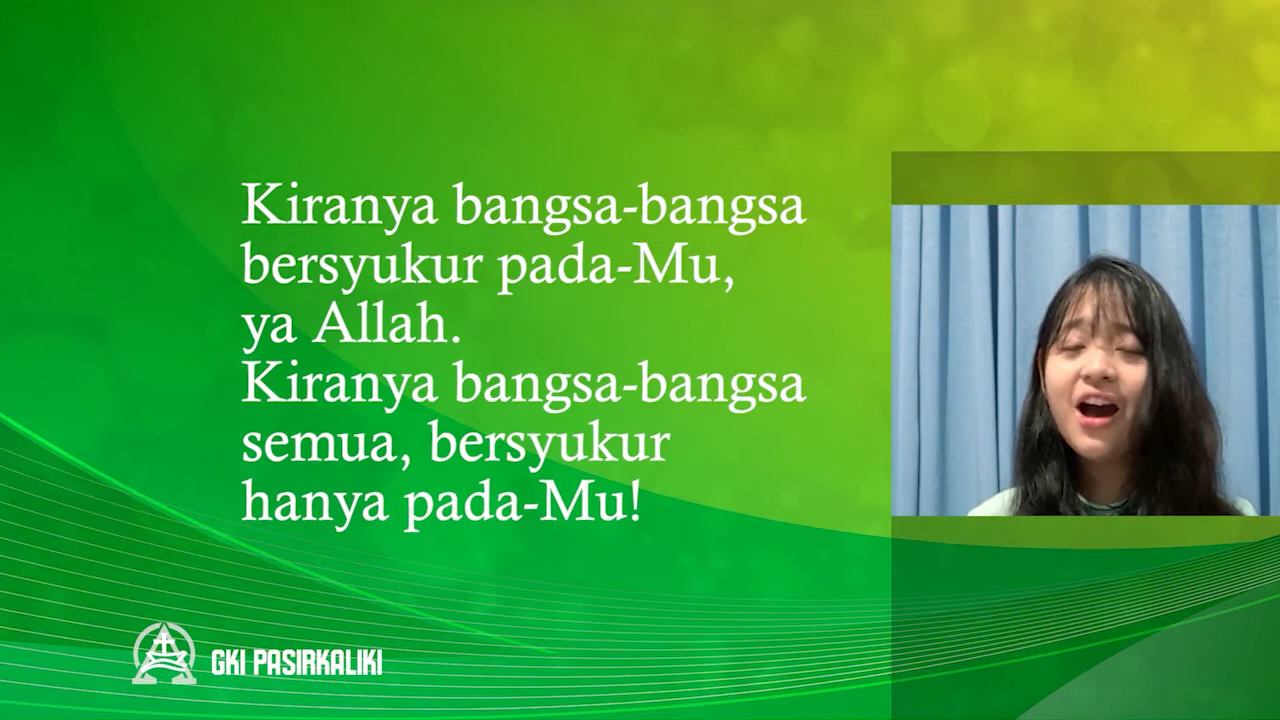 Kiranya bangsa-bangsa
bersyukur pada-Mu,
ya Allah.
Kiranya bangsa-bangsa
semua, bersyukur
hanya pada-Mu!
GKI PASIRKALIKI